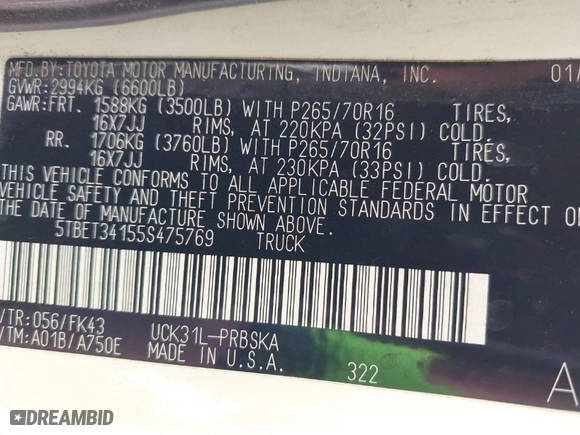 MFD.BY:TOYOTA MOTOR MANUFACTURING, INDIANA, INC. 01/
GVWR:2994KG (6600LB)
GAWR:FRT. 1588KG (3500LB) WITH P265/70R16 TIRES,
16X7JJ RIMS, AT 220KPA (32PSI) COLD.
RR. 1706KG (3760LB) WITH P265/70R16 TIRES,
16X7JJ RIMS, AT 230KPA (33PSI) COLD.
THIS VEHICLE CONFORMS TO ALL APPLICABLE FEDERAL MOTOR
VEHICLE SAFETY AND THEFT PREVENTION STANDARDS IN EFFECT O
THE DATE OF MANUFACTURE SHOWN ABOVE.
5TBET34155S475769 TRUCK
/TR:056/FK43 UCK31L-PRBSKA
/TM:A01B/A750E MADE IN U.S.A. 322 A
DREAMBID